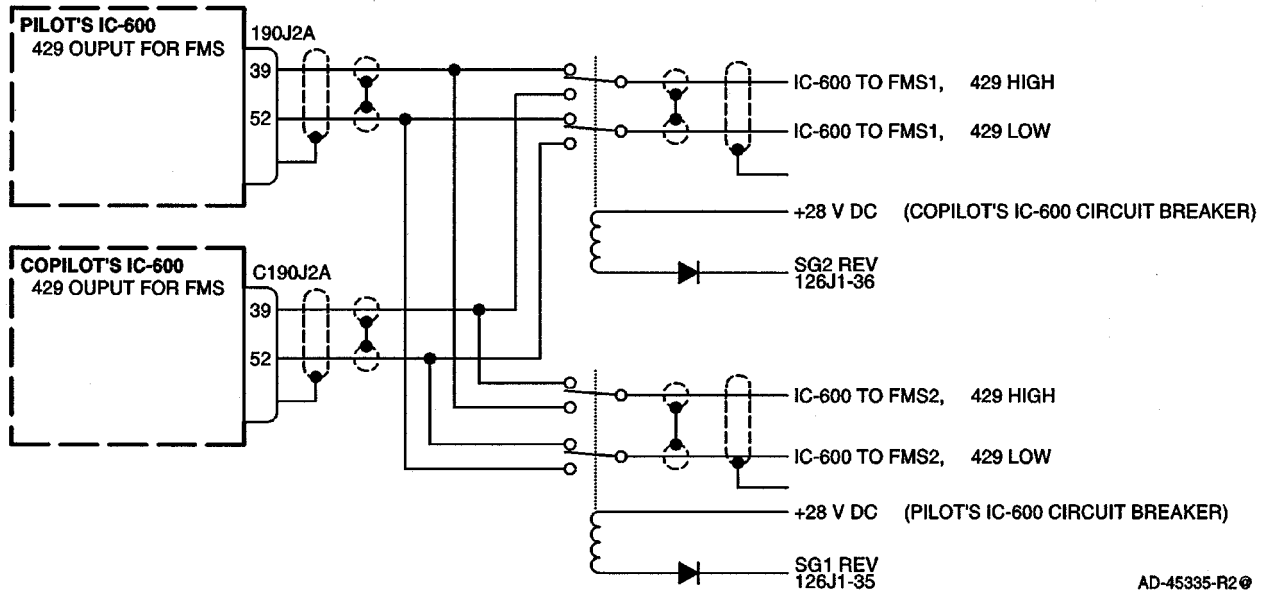 PILOT'S IC-600
429 OUPUT FOR FMS
190J2A
39
52
IC-600 TO FMS1, 429 HIGH
IC-600 TO FMS1, 429 LOW
+28 V DC (COPILOT'S IC-600 CIRCUIT BREAKER)
SG2 REV
126J1-36
COPILOT'S IC-600
429 OUPUT FOR FMS
C190J2A
39
52
IC-600 TO FMS2, 429 HIGH
IC-600 TO FMS2, 429 LOW
+28 V DC (PILOT'S IC-600 CIRCUIT BREAKER)
SG1 REV
126J1-35
AD-45335-R2@